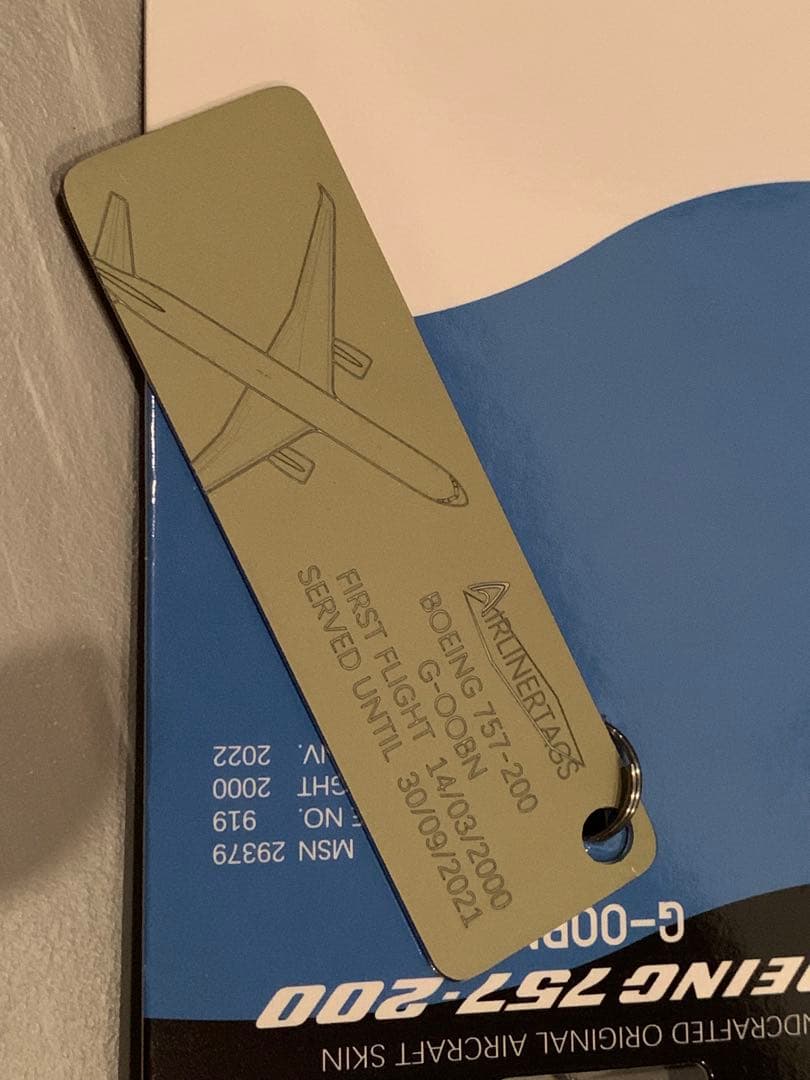 AIRLINERTAGS
BOEING 757-200
G-OOBN
FIRST FLIGHT 14/03/2000
SERVED UNTIL 30/09/2021
ORIGINAL AIRCRAFT SKIN
757-200
MSN 29379
NO. 919
2000
2022